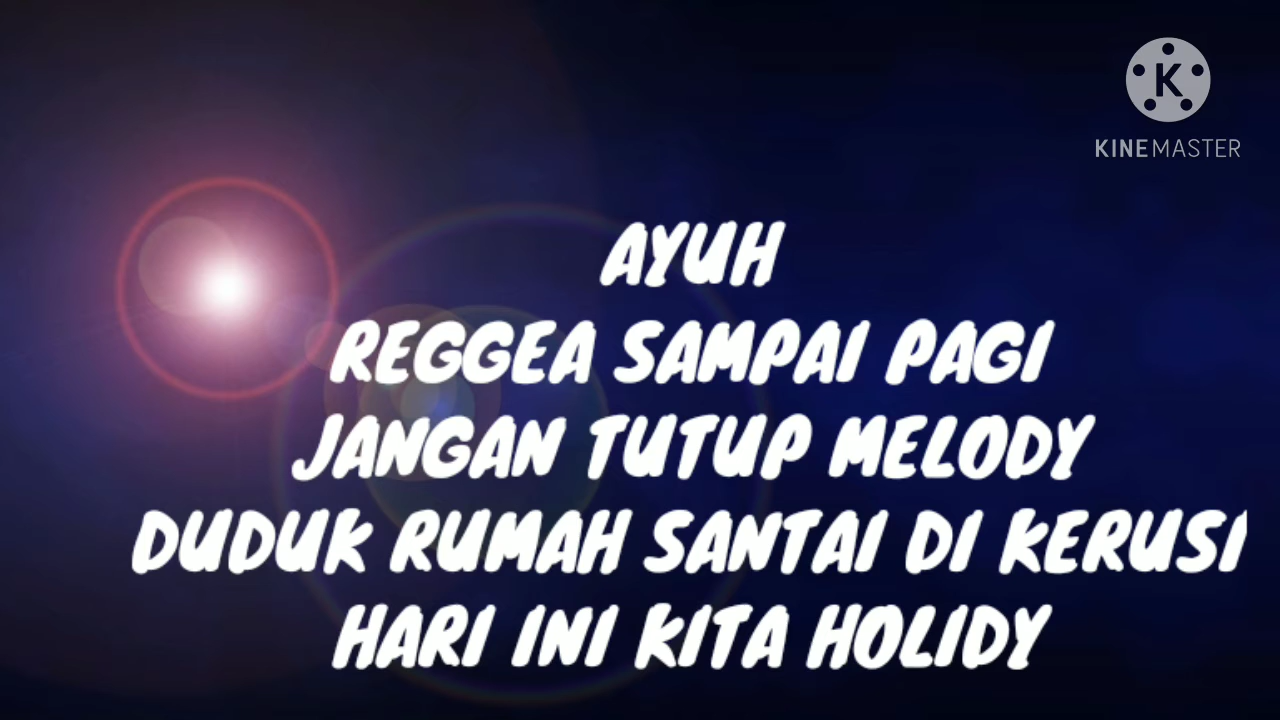 K
KINEMASTER
AYUH
REGGEA SAMPAI PAGI
JANGAN TUTUP MELODY
DUDUK RUMAH SANTAI DI KERUSI
HARI INI KITA HOLIDY